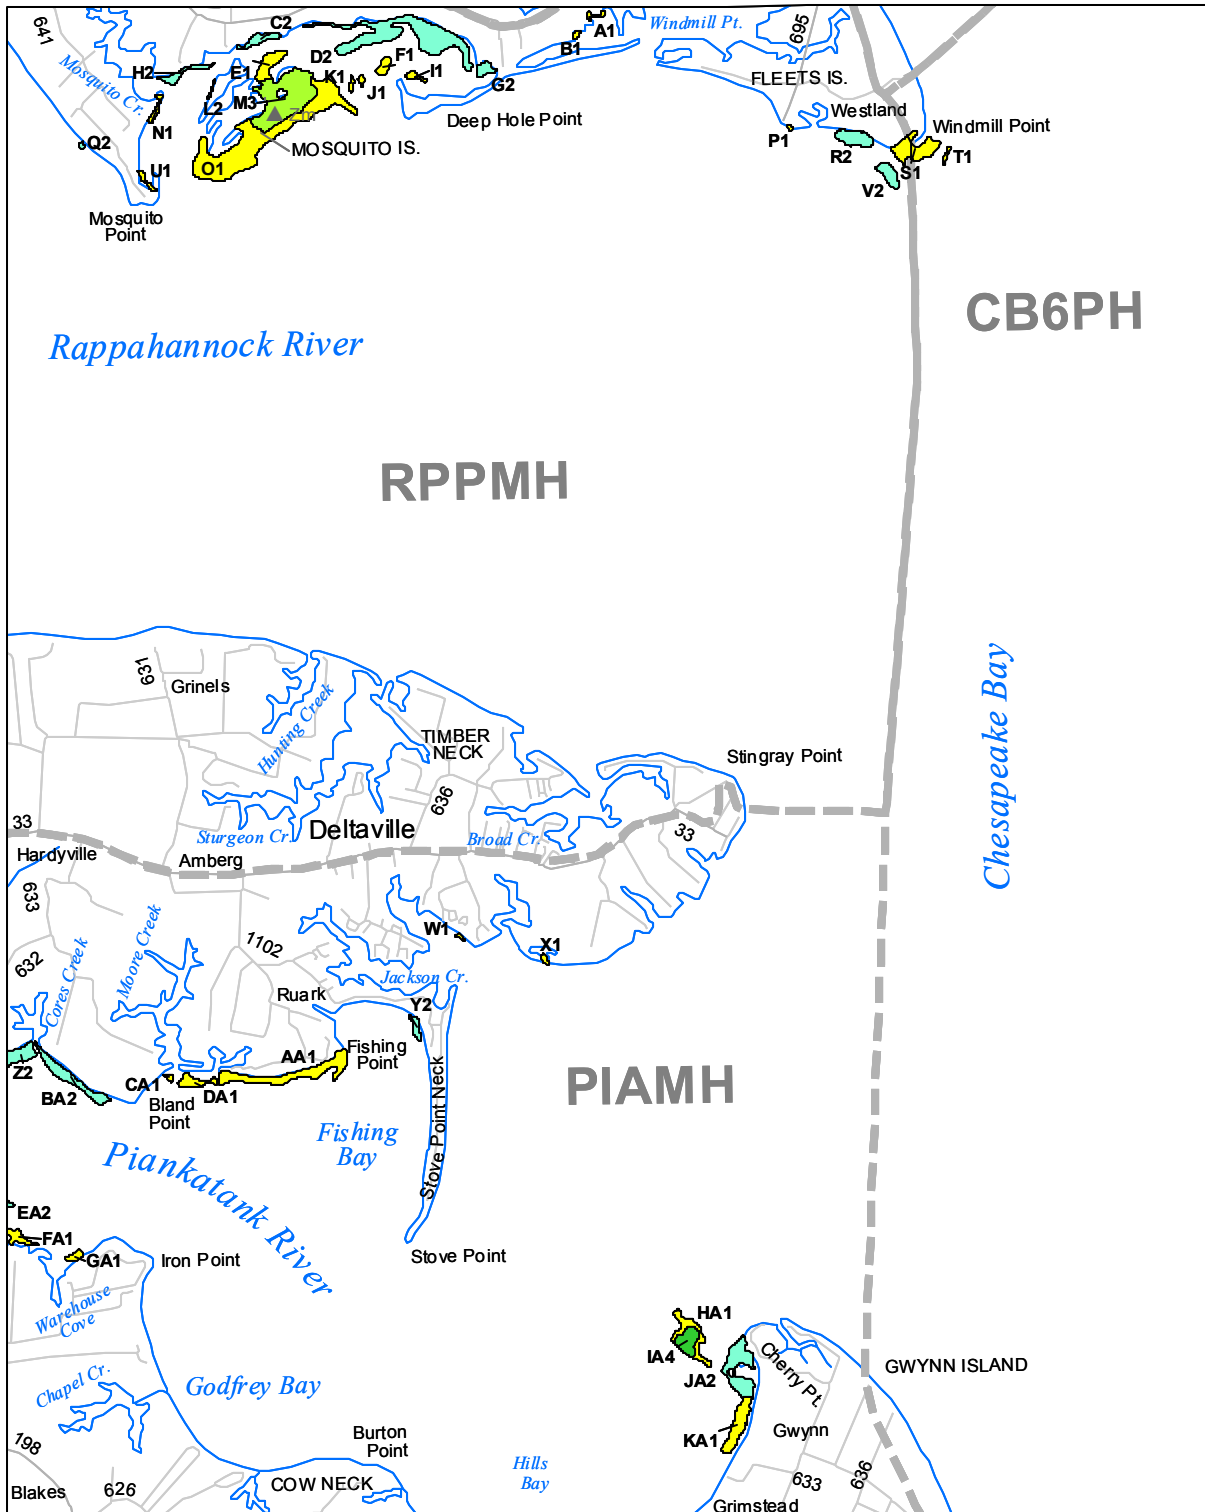 641
Mosquito Cr.
C2
D2
F1
I1
G2
H2
E1
K1
J1
M3
L2
N1
Zm
Q2
U1
O1
MOSQUITO IS.
Deep Hole Point
Mosquito
Point
A1
B1
Windmill Pt.
695
FLEETS IS.
Westland
Windmill Point
P1
R2
S1
T1
V2
CB6PH
Rappahannock River
RPPMH
Chesapeake Bay
631
Grinels
Hunting Creek
TIMBER
NECK
Stingray Point
636
33
Sturgeon Cr.
Deltaville
Broad Cr.
33
Hardyville
Amberg
633
632
Cores Creek
Moore Creek
1102
W1
X1
Jackson Cr.
Ruark
Y2
AA1
Fishing
Point
Z2
BA2
CA1
DA1
Bland
Point
PIAMH
Fishing
Bay
Stove Point Neck
Piankatank River
EA2
FA1
GA1
Iron Point
Stove Point
Warehouse
Cove
HA1
IA4
JA2
Cherry Pt.
GWYNN ISLAND
Chapel Cr.
Godfrey Bay
KA1
Gwynn
Burton
Point
198
Hills
Bay
COW NECK
633
636
Blakes
626
Grimstead